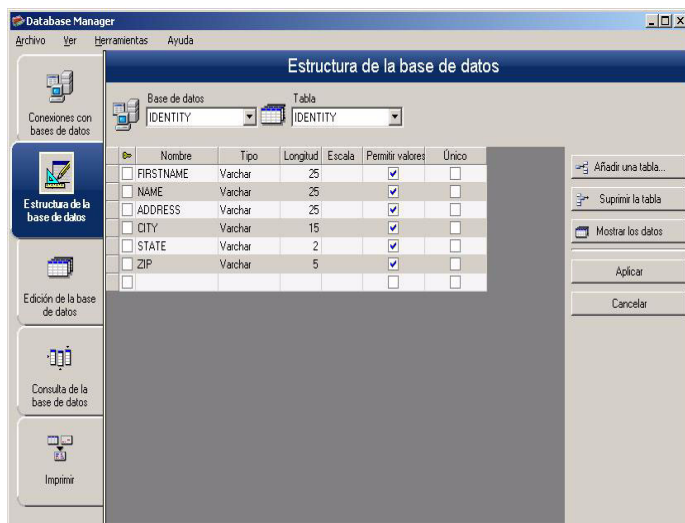 Database Manager
Archivo Ver Herramientas Ayuda
Estructura de la base de datos
Conexiones con
bases de datos
Estructura de la
base de datos
Edición de la base
de datos
Consulta de la
base de datos
Imprimir
Base de datos
IDENTITY
Tabla
IDENTITY
Nombre Tipo Longitud Escala Permitir valores Único
FIRSTNAME Varchar 25
NAME Varchar 25
ADDRESS Varchar 25
CITY Varchar 15
STATE Varchar 2
ZIP Varchar 5
Añadir una tabla...
Suprimir la tabla
Mostrar los datos
Aplicar
Cancelar